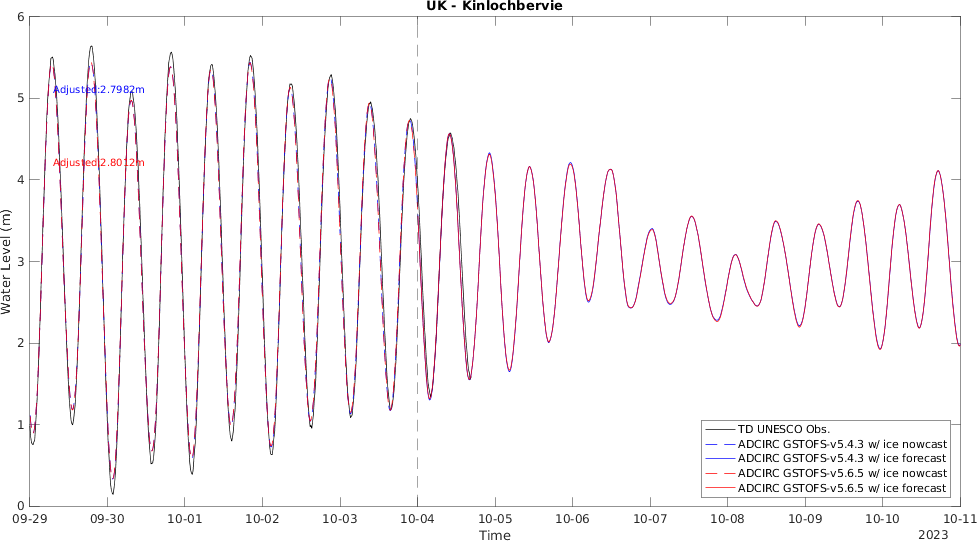 UK - Kinlochbervie
6
5
4
3
2
1
0
Water Level (m)
Adjusted:2.7982m
Adjusted:2.8012m
TD UNESCO Obs.
ADCIRC GSTOFS-v5.4.3 w/ ice nowcast
ADCIRC GSTOFS-v5.4.3 w/ ice forecast
ADCIRC GSTOFS-v5.6.5 w/ ice nowcast
ADCIRC GSTOFS-v5.6.5 w/ ice forecast
09-29 09-30 10-01 10-02 10-03 10-04 10-05 10-06 10-07 10-08 10-09 10-10 10-11
Time
2023